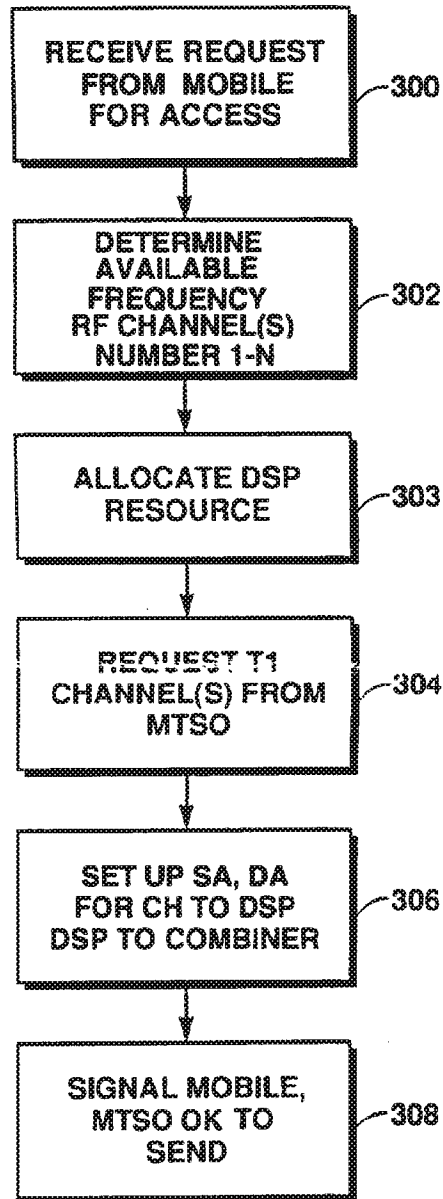 RECEIVE REQUEST
FROM MOBILE
FOR ACCESS
300
DETERMINE
AVAILABLE
FREQUENCY
RF CHANNEL(S)
NUMBER 1-N
302
ALLOCATE DSP
RESOURCE
303
REQUEST T1
CHANNEL(S) FROM
MTSO
304
SET UP SA, DA
FOR CH TO DSP
DSP TO COMBINER
306
SIGNAL MOBILE,
MTSO OK TO
SEND
308